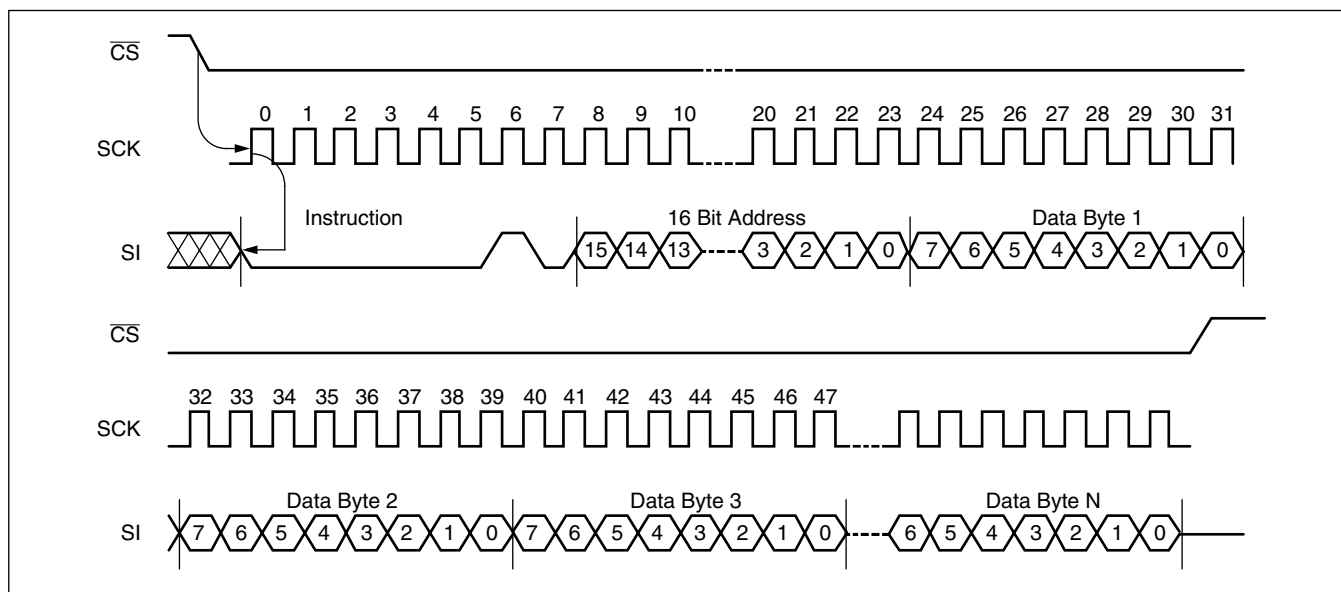 CS
0 1 2 3 4 5 6 7 8 9 10 20 21 22 23 24 25 26 27 28 29 30 31
SCK
Instruction 16 Bit Address Data Byte 1
SI 15 14 13 3 2 1 0 7 6 5 4 3 2 1 0
CS
32 33 34 35 36 37 38 39 40 41 42 43 44 45 46 47
SCK
Data Byte 2 Data Byte 3 Data Byte N
SI 7 6 5 4 3 2 1 0 7 6 5 4 3 2 1 0 6 5 4 3 2 1 0